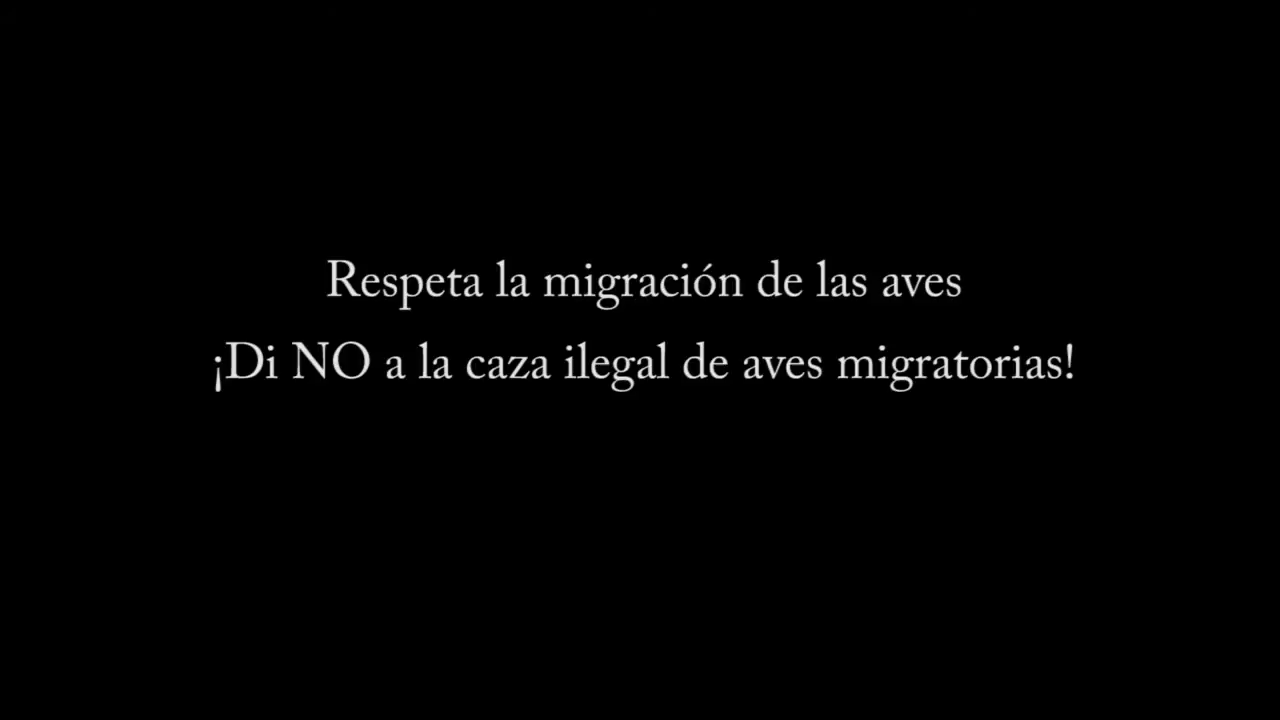 Respeta la migración de las aves
¡Di NO a la caza ilegal de aves migratorias!